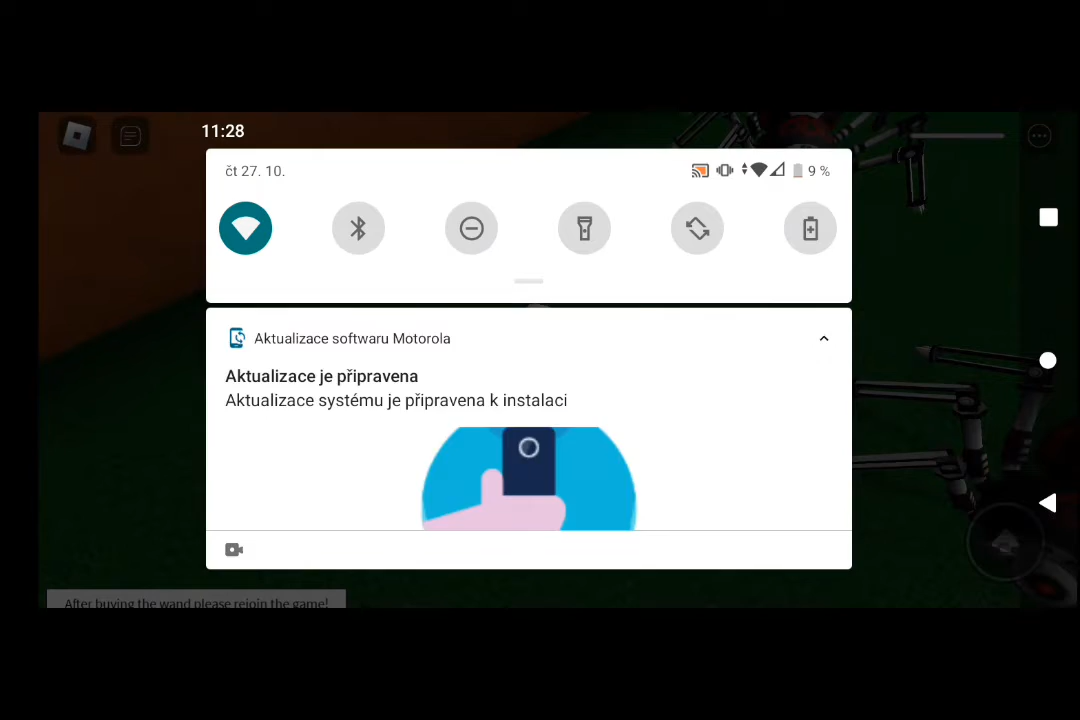 11:28
čt 27. 10.
9 %
Aktualizace softwaru Motorola
Aktualizace je připravena
Aktualizace systému je připravena k instalaci
After buying the wand please rejoin the game!